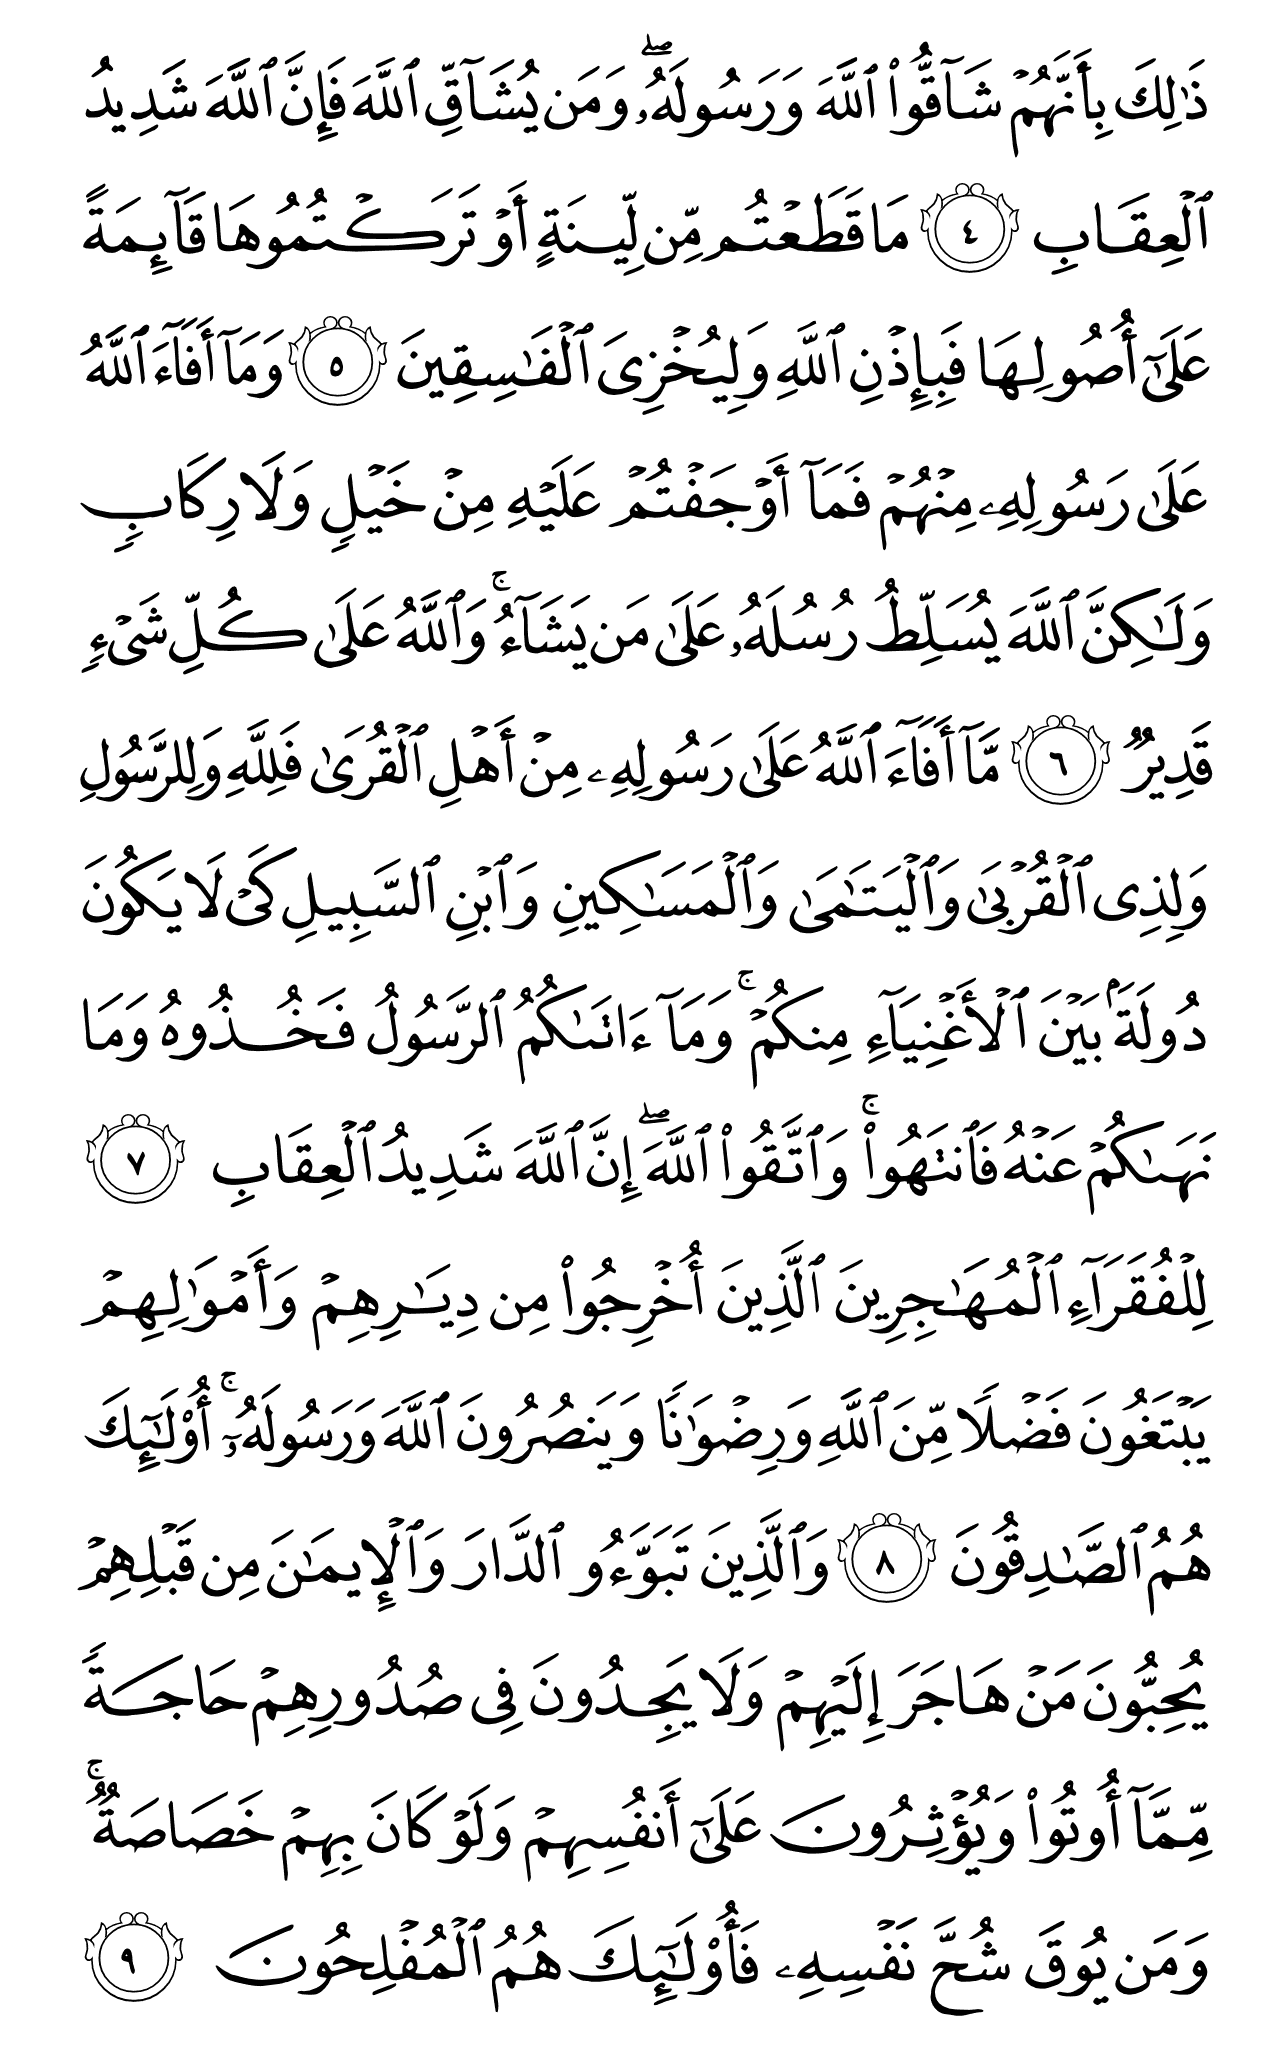 ذَٰلِكَ بِأَنَّهُمْ شَآقُّوا۟ ٱللَّهَ وَرَسُولَهُۥ ۖ وَمَن يُشَآقِّ ٱللَّهَ فَإِنَّ ٱللَّهَ شَدِيدُ
ٱلْعِقَابِ ٤ مَا قَطَعْتُم مِّن لِّينَةٍ أَوْ تَرَكْتُمُوهَا قَآئِمَةً
عَلَىٰٓ أُصُولِهَا فَبِإِذْنِ ٱللَّهِ وَلِيُخْزِىَ ٱلْفَـٰسِقِينَ ٥ وَمَآ أَفَآءَ ٱللَّهُ
عَلَىٰ رَسُولِهِۦ مِنْهُمْ فَمَآ أَوْجَفْتُمْ عَلَيْهِ مِنْ خَيْلٍ وَلَا رِكَابٍ
وَلَـٰكِنَّ ٱللَّهَ يُسَلِّطُ رُسُلَهُۥ عَلَىٰ مَن يَشَآءُ ۚ وَٱللَّهُ عَلَىٰ كُلِّ شَىْءٍ
قَدِيرٌ ٦ مَّآ أَفَآءَ ٱللَّهُ عَلَىٰ رَسُولِهِۦ مِنْ أَهْلِ ٱلْقُرَىٰ فَلِلَّهِ وَلِلرَّسُولِ
وَلِذِى ٱلْقُرْبَىٰ وَٱلْيَتَـٰمَىٰ وَٱلْمَسَـٰكِينِ وَٱبْنِ ٱلسَّبِيلِ كَىْ لَا يَكُونَ
دُولَةًۢ بَيْنَ ٱلْأَغْنِيَآءِ مِنكُمْ ۚ وَمَآ ءَاتَىٰكُمُ ٱلرَّسُولُ فَخُذُوهُ وَمَا
نَهَىٰكُمْ عَنْهُ فَٱنتَهُوا۟ ۚ وَٱتَّقُوا۟ ٱللَّهَ ۖ إِنَّ ٱللَّهَ شَدِيدُ ٱلْعِقَابِ ٧
لِلْفُقَرَآءِ ٱلْمُهَـٰجِرِينَ ٱلَّذِينَ أُخْرِجُوا۟ مِن دِيَـٰرِهِمْ وَأَمْوَٰلِهِمْ
يَبْتَغُونَ فَضْلًا مِّنَ ٱللَّهِ وَرِضْوَٰنًا وَيَنصُرُونَ ٱللَّهَ وَرَسُولَهُۥٓ ۚ أُو۟لَـٰٓئِكَ
هُمُ ٱلصَّـٰدِقُونَ ٨ وَٱلَّذِينَ تَبَوَّءُو ٱلدَّارَ وَٱلْإِيمَـٰنَ مِن قَبْلِهِمْ
يُحِبُّونَ مَنْ هَاجَرَ إِلَيْهِمْ وَلَا يَجِدُونَ فِى صُدُورِهِمْ حَاجَةً
مِّمَّآ أُوتُوا۟ وَيُؤْثِرُونَ عَلَىٰٓ أَنفُسِهِمْ وَلَوْ كَانَ بِهِمْ خَصَاصَةٌ ۚ
وَمَن يُوقَ شُحَّ نَفْسِهِۦ فَأُو۟لَـٰٓئِكَ هُمُ ٱلْمُفْلِحُونَ ٩